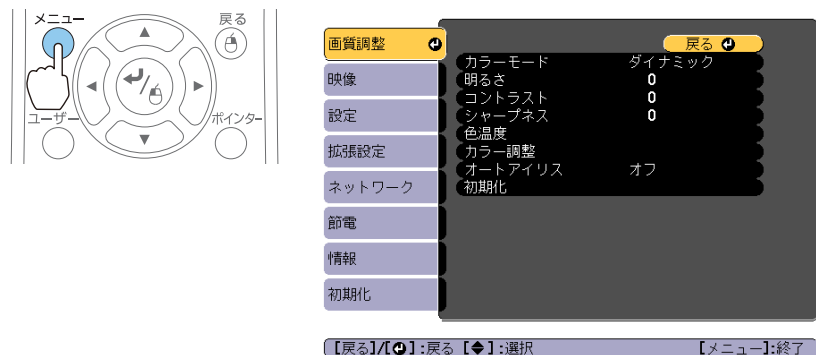 メニュー
戻る
ユーザー
ポインター
画質調整
映像
設定
拡張設定
ネットワーク
節電
情報
初期化
戻る
カラーモード ダイナミック
明るさ 0
コントラスト 0
シャープネス 0
色温度
カラー調整
オートアイリス オフ
初期化
[戻る]/[]:戻る []:選択 [メニュー]:終了